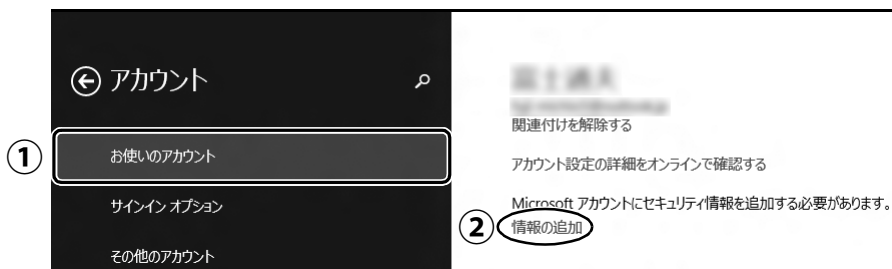 アカウント
①
お使いのアカウント
サインイン オプション
その他のアカウント
関連付けを解除する
アカウント設定の詳細をオンラインで確認する
Microsoft アカウントにセキュリティ情報を追加する必要があります。
②
情報の追加